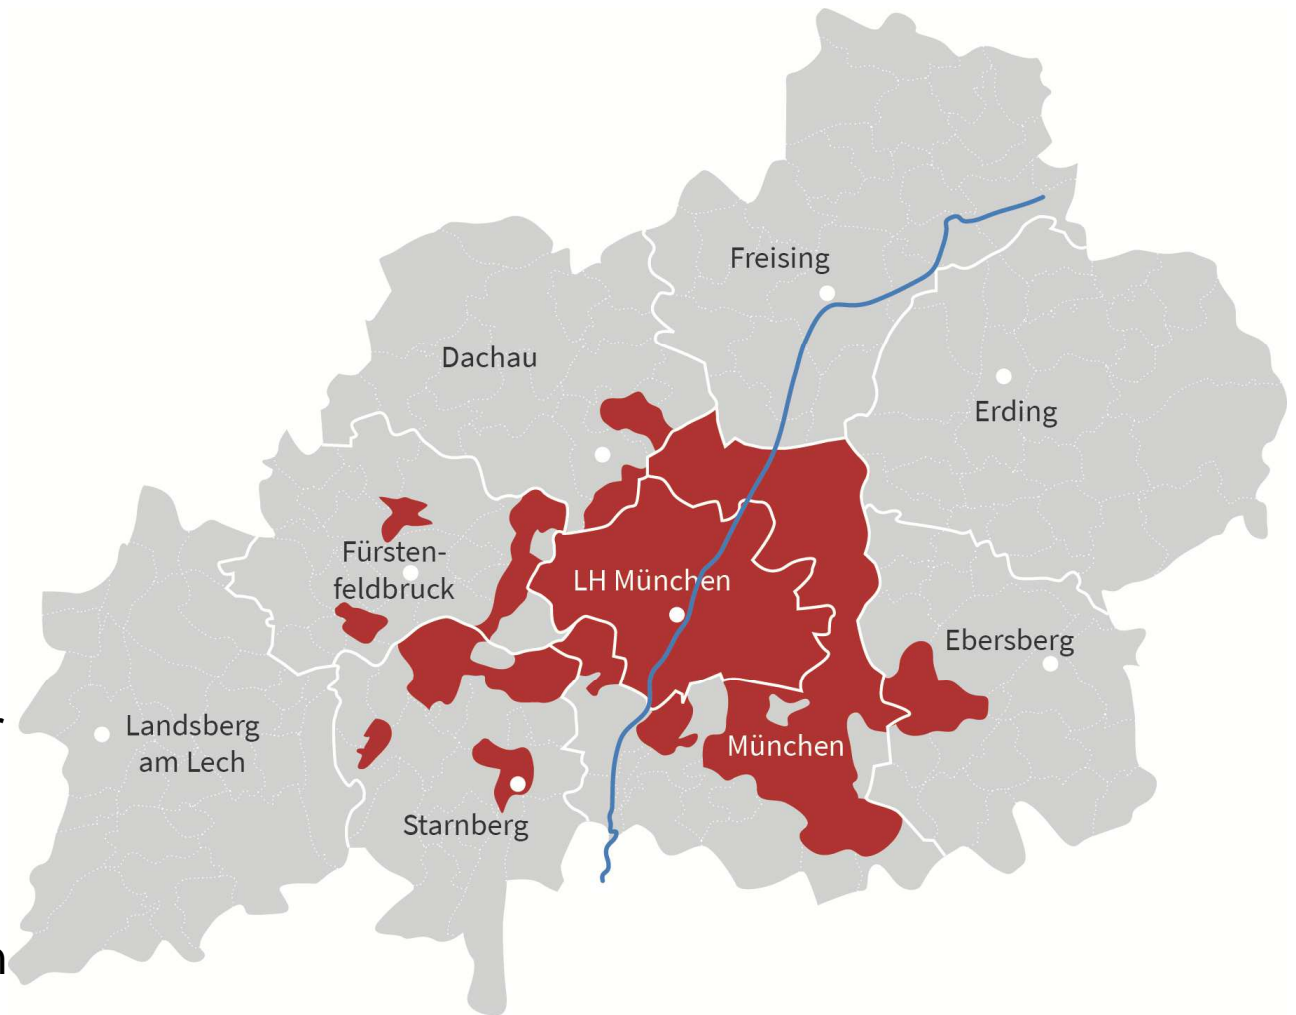 Freising
Dachau
Erding
Fürsten-
feldbruck
LH München
Ebersberg
Landsberg
am Lech
München
Starnberg